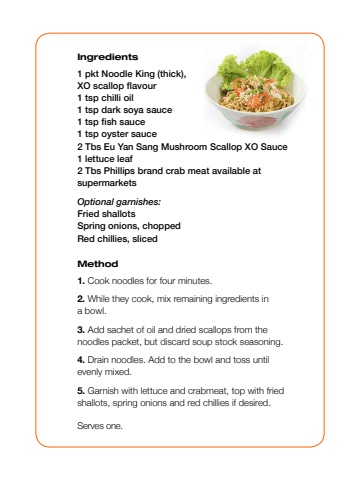 Ingredients
1 pkt Noodle King (thick),
XO scallop flavour
1 tsp chilli oil
1 tsp dark soya sauce
1 tsp fish sauce
1 tsp oyster sauce
2 Tbs Eu Yan Sang Mushroom Scallop XO Sauce
1 lettuce leaf
2 Tbs Phillips brand crab meat available at
supermarkets
Optional garnishes:
Fried shallots
Spring onions, chopped
Red chillies, sliced
Method
1. Cook noodles for four minutes.
2. While they cook, mix remaining ingredients in
a bowl.
3. Add sachet of oil and dried scallops from the
noodles packet, but discard soup stock seasoning.
4. Drain noodles. Add to the bowl and toss until
evenly mixed.
5. Garnish with lettuce and crabmeat, top with fried
shallots, spring onions and red chillies if desired.
Serves one.